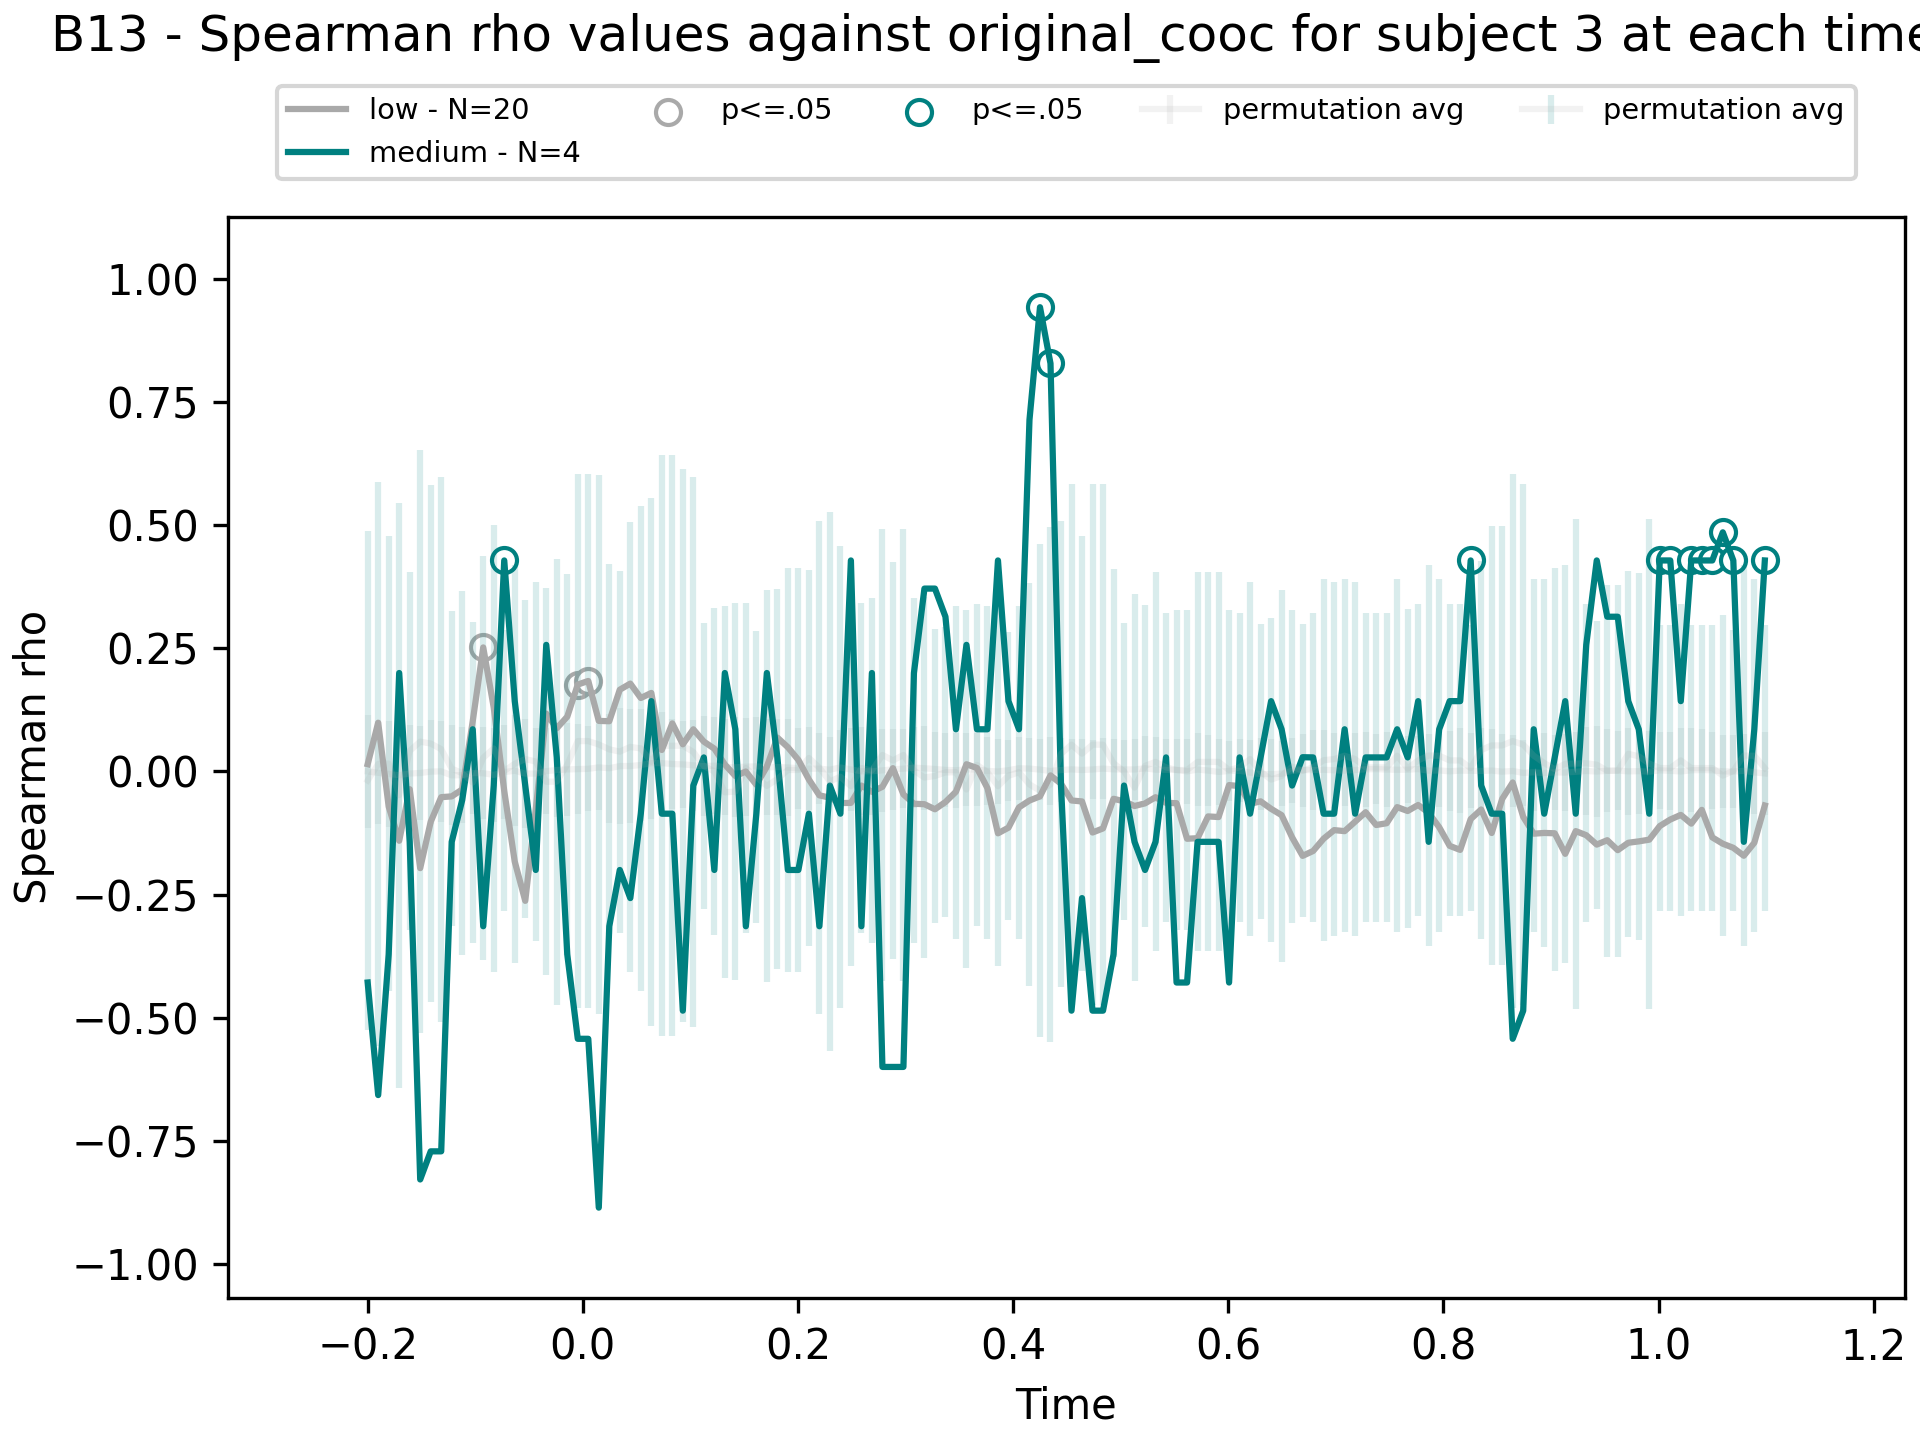 B13 - Spearman rho values against original_cooc for subject 3 at each time
low - N=20 p<=.05 p<=.05 permutation avg permutation avg
medium - N=4
1.00
0.75
0.50
0.25
0.00
−0.25
−0.50
−0.75
−1.00
Spearman rho
−0.2 0.0 0.2 0.4 0.6 0.8 1.0 1.2
Time